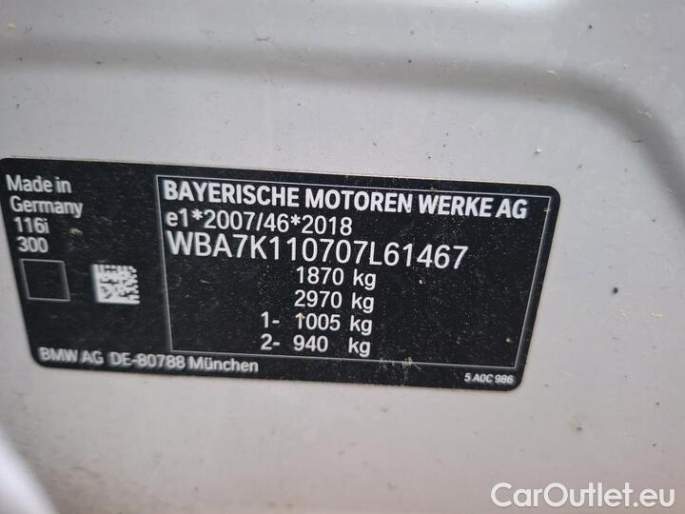 Made in
Germany
116i
300
BAYERISCHE MOTOREN WERKE AG
e1*2007/46*2018
WBA7K110707L61467
1870 kg
2970 kg
1- 1005 kg
2- 940 kg
BMW AG DE-80788 München
5 A0C 986
CarOutlet.eu